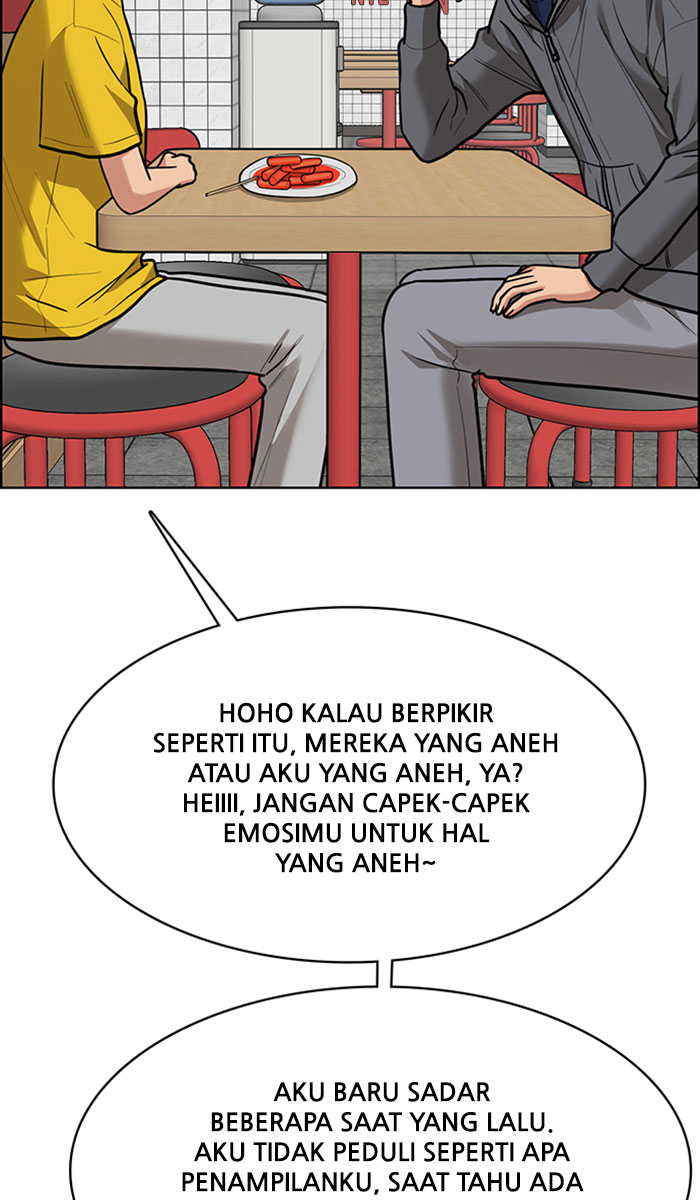 HOHO KALAU BERPIKIR
SEPERTI ITU, MEREKA YANG ANEH
ATAU AKU YANG ANEH, YA?
HEIIII, JANGAN CAPEK-CAPEK
EMOSIMU UNTUK HAL
YANG ANEH~
AKU BARU SADAR
BEBERAPA SAAT YANG LALU.
AKU TIDAK PEDULI SEPERTI APA
PENAMPILANKU, SAAT TAHU ADA